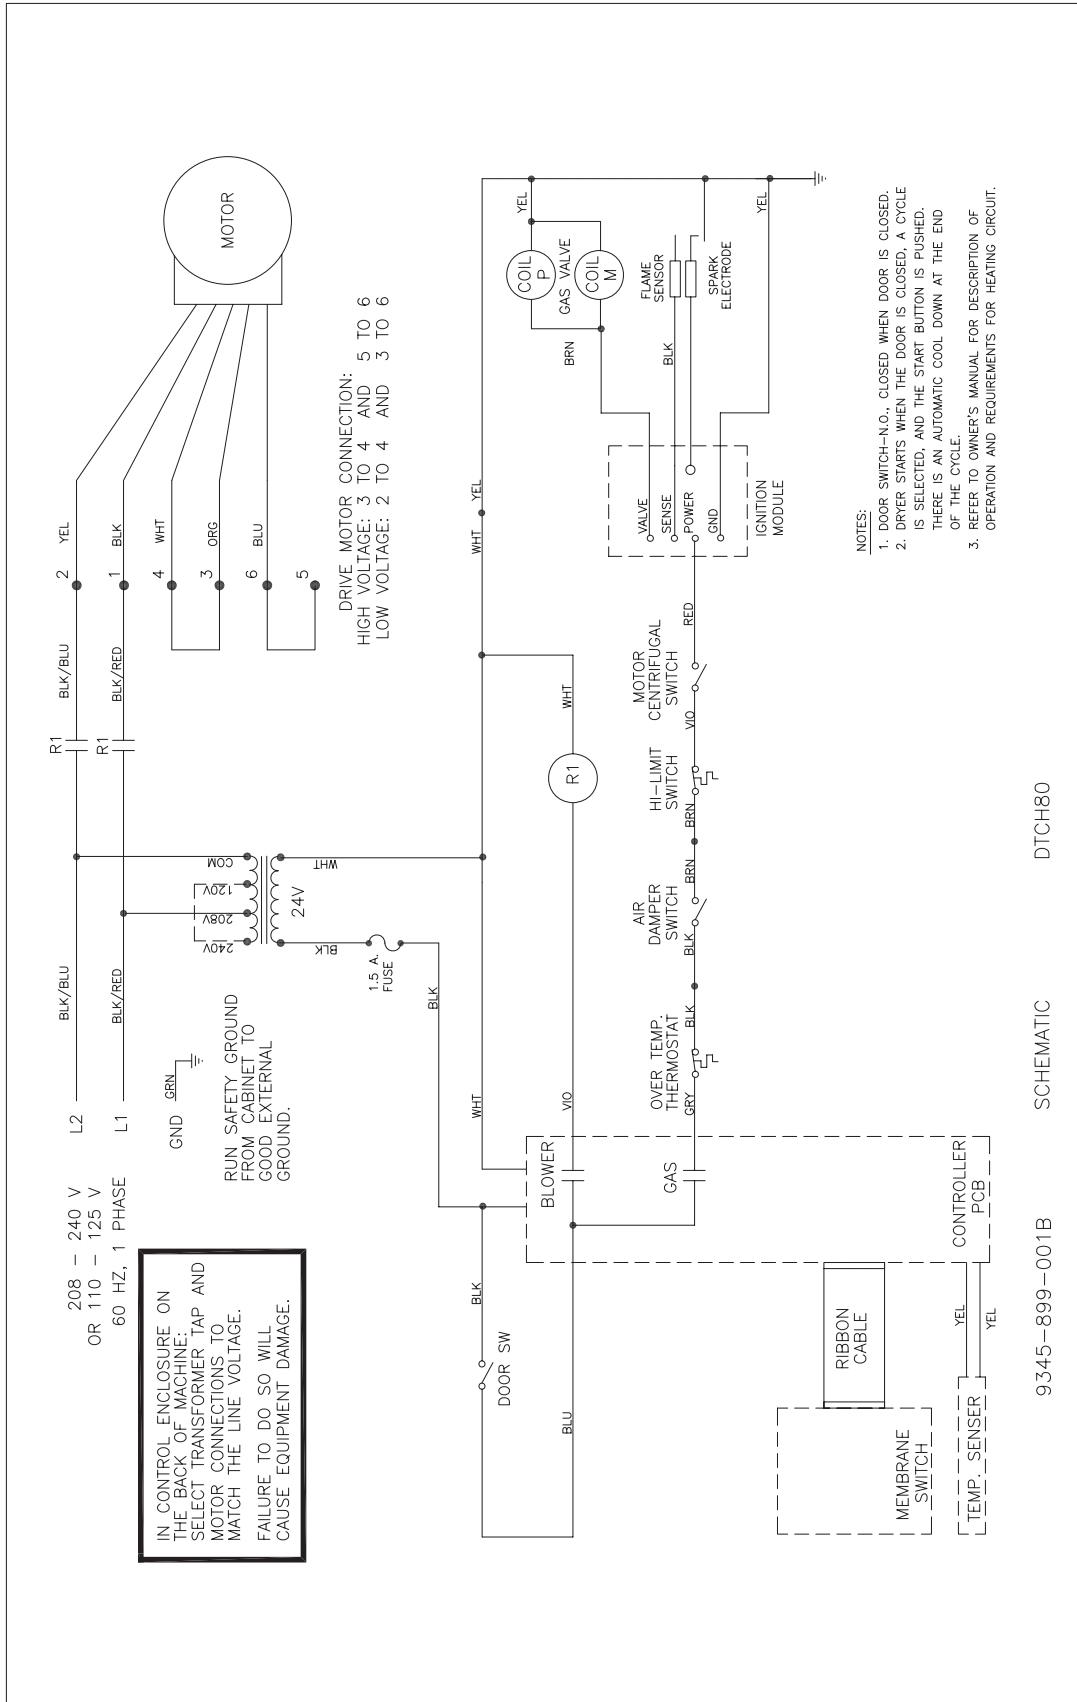 208 - 240 V
OR 110 - 125 V
60 HZ, 1 PHASE
L2
L1
GND
GRN
BLK/BLU
BLK/RED
R1
R1
BLK/BLU
BLK/RED
2
YEL
1
BLK
4
WHT
3
ORG
6
BLU
5
MOTOR
IN CONTROL ENCLOSURE ON
THE BACK OF MACHINE:
SELECT TRANSFORMER TAP AND
MOTOR CONNECTIONS TO
MATCH THE LINE VOLTAGE.
FAILURE TO DO SO WILL
CAUSE EQUIPMENT DAMAGE.
RUN SAFETY GROUND
FROM CABINET TO
GOOD EXTERNAL
GROUND.
240V
208V
120V
COM
24V
BLK
WHT
1.5 A.
FUSE
BLK
DRIVE MOTOR CONNECTION:
HIGH VOLTAGE: 3 TO 4 AND 5 TO 6
LOW VOLTAGE: 2 TO 4 AND 3 TO 6
BLK
DOOR SW
BLU
WHT
WHT
YEL
BLOWER
VIO
R1
WHT
GAS
GRY
OVER TEMP.
THERMOSTAT
BLK
BLK
AIR
DAMPER
SWITCH
BRN
BRN
HI-LIMIT
SWITCH
VIO
MOTOR
CENTRIFUGAL
SWITCH
RED
VALVE
SENSE
POWER
GND
IGNITION
MODULE
BRN
COIL
P
GAS VALVE
COIL
M
YEL
BLK
FLAME
SENSOR
SPARK
ELECTRODE
YEL
CONTROLLER
PCB
RIBBON
CABLE
MEMBRANE
SWITCH
TEMP. SENSER
YEL
YEL
NOTES:
1. DOOR SWITCH-N.O., CLOSED WHEN DOOR IS CLOSED.
2. DRYER STARTS WHEN THE DOOR IS CLOSED, A CYCLE
IS SELECTED, AND THE START BUTTON IS PUSHED.
THERE IS AN AUTOMATIC COOL DOWN AT THE END
OF THE CYCLE.
3. REFER TO OWNER'S MANUAL FOR DESCRIPTION OF
OPERATION AND REQUIREMENTS FOR HEATING CIRCUIT.
9345-899-001B SCHEMATIC DTCH80